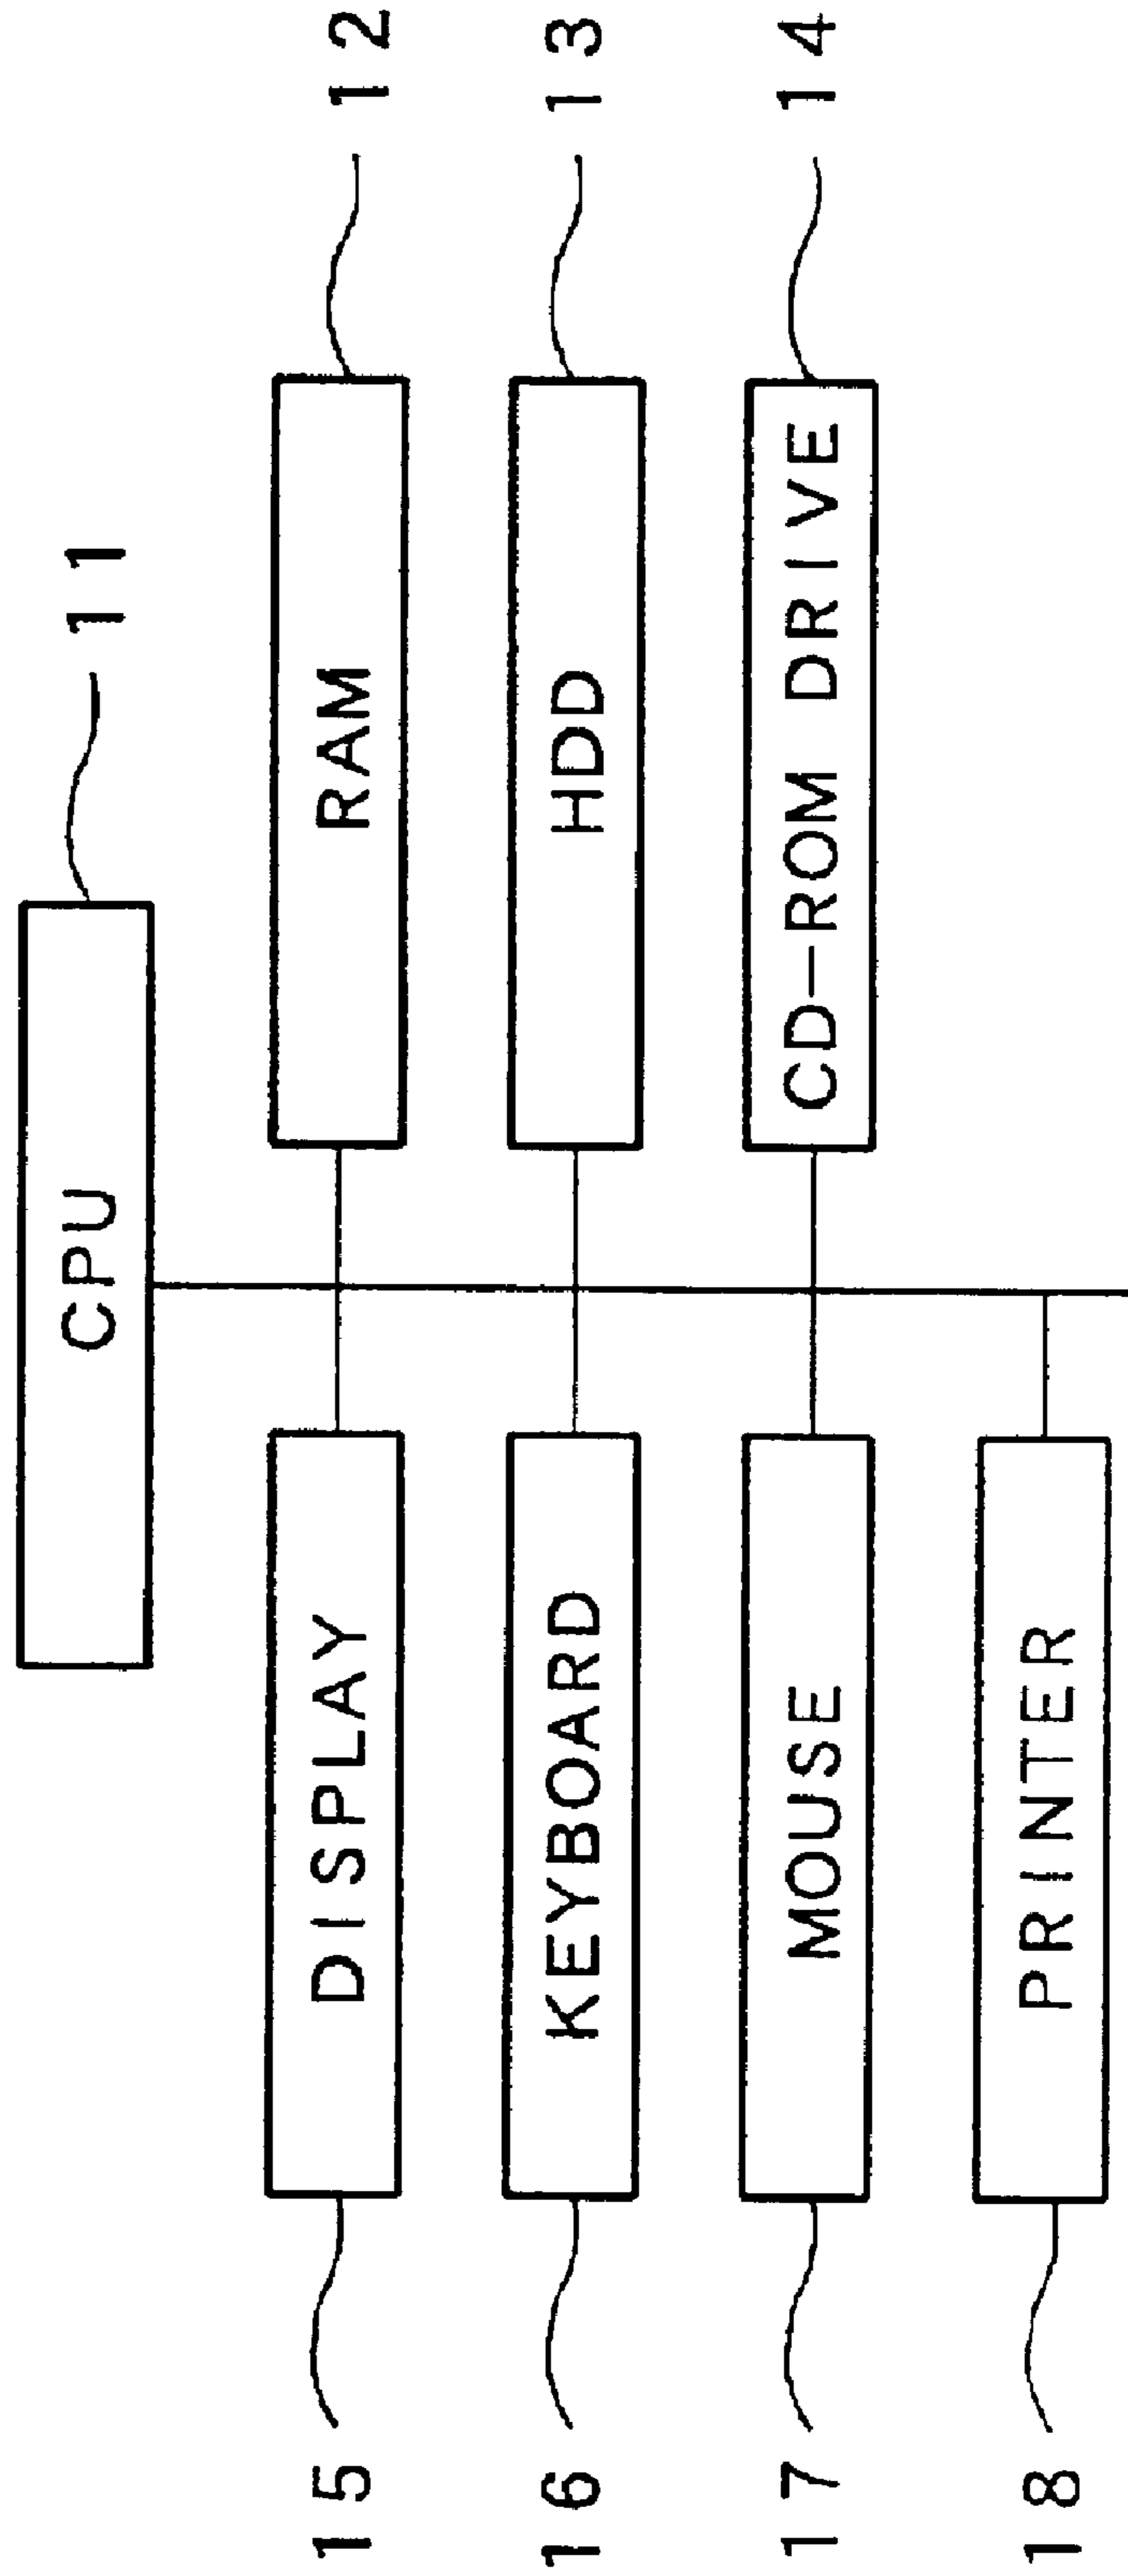 CPU 11
DISPLAY 15
RAM 12
KEYBOARD 16
HDD 13
MOUSE 17
CD-ROM DRIVE 14
PRINTER 18